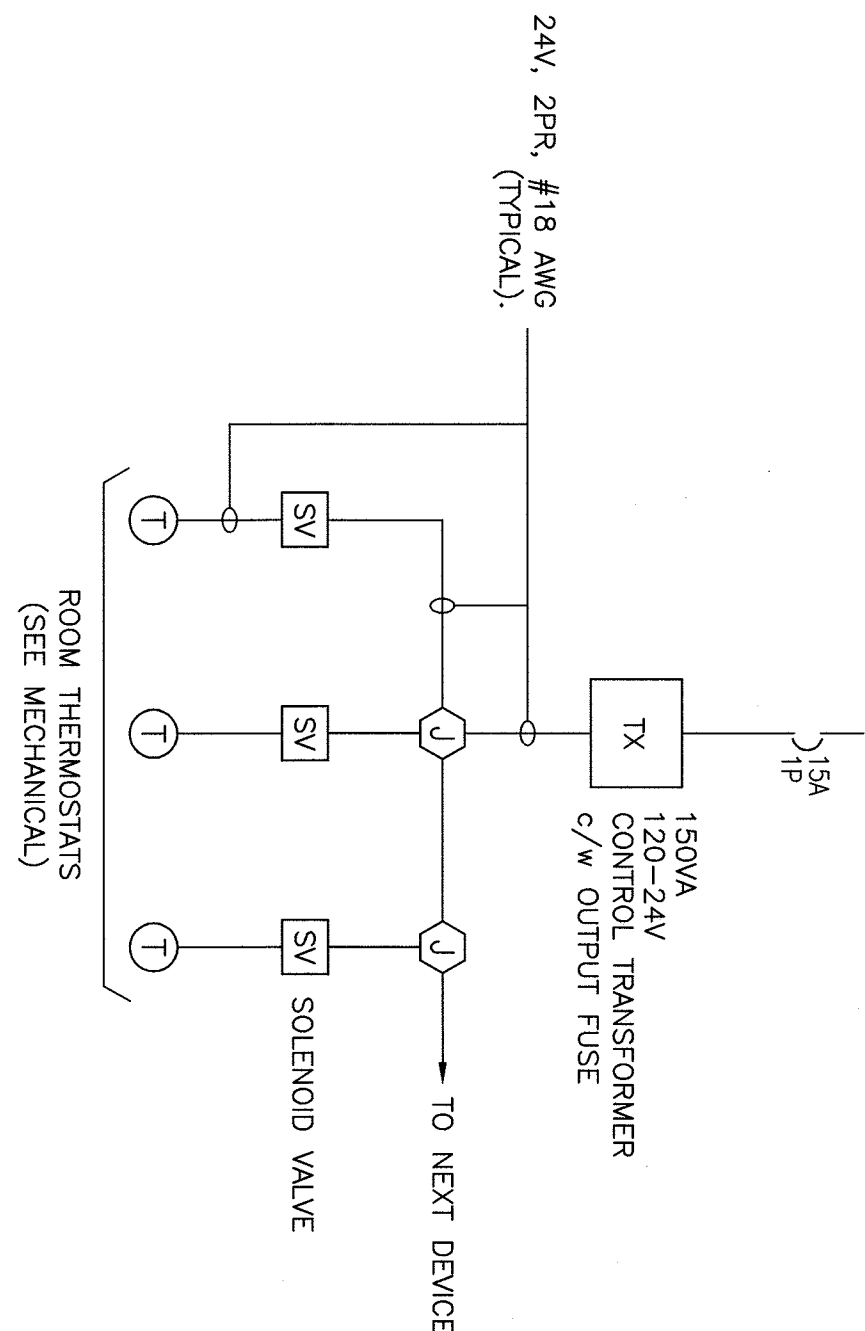 15A
1P
TX
150VA
120-24V
CONTROL TRANSFORMER
c/w OUTPUT FUSE
24V, 2PR, #18 AWG
(TYPICAL).
J
J
TO NEXT DEVICE
SV
SV
SV
SOLENOID VALVE
T
T
T
ROOM THERMOSTATS
(SEE MECHANICAL)